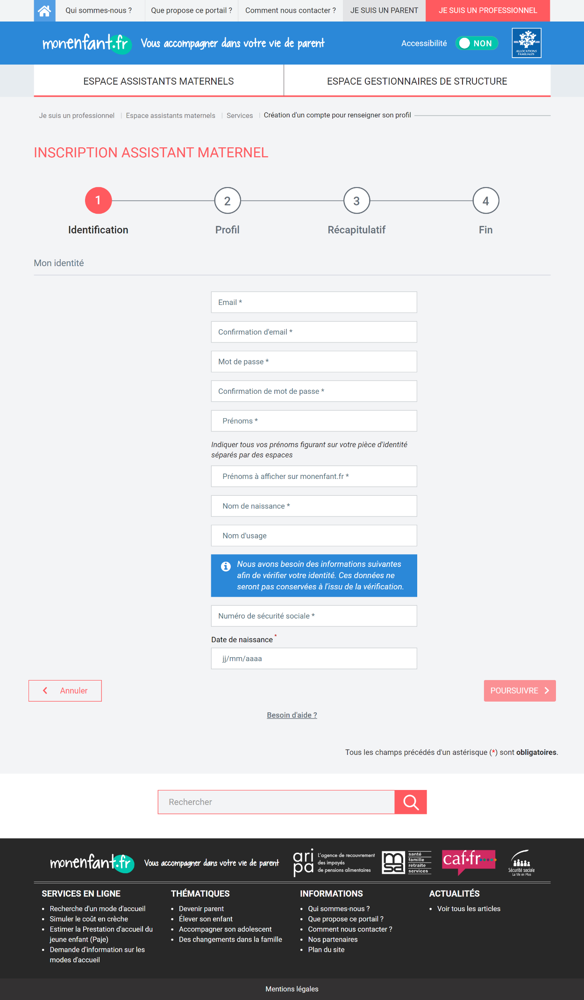 Qui sommes-nous ?
Que propose ce portail ?
Comment nous contacter ?
JE SUIS UN PARENT
JE SUIS UN PROFESSIONNEL
monenfant.fr
Vous accompagner dans votre vie de parent
Accessibilité
NON
ALLOCATIONS
FAMILIALES
ESPACE ASSISTANTS MATERNELS
ESPACE GESTIONNAIRES DE STRUCTURE
Je suis un professionnel
Espace assistants maternels
Services
Création d'un compte pour renseigner son profil
INSCRIPTION ASSISTANT MATERNEL
1
2
3
4
Identification
Profil
Récapitulatif
Fin
Mon identité
Email *
Confirmation d'email *
Mot de passe *
Confirmation de mot de passe *
Prénoms *
Indiquer tous vos prénoms figurant sur votre pièce d'identité
séparés par des espaces
Prénoms à afficher sur monenfant.fr *
Nom de naissance *
Nom d'usage
Nous avons besoin des informations suivantes
afin de vérifier votre identité. Ces données ne
seront pas conservées à l'issu de la vérification.
Numéro de sécurité sociale *
Date de naissance *
jj/mm/aaaa
Annuler
POURSUIVRE
Besoin d'aide ?
Tous les champs précédés d'un astérisque (*) sont obligatoires.
Rechercher
monenfant.fr
Vous accompagner dans votre vie de parent
aripa
L'agence de recouvrement
des impayés
de pensions alimentaires
msa
santé
famille
retraite
services
caf.fr
Sécurité sociale
La Vie en Plus
SERVICES EN LIGNE
Recherche d'un mode d'accueil
Simuler le coût en crèche
Estimer la Prestation d'accueil du
jeune enfant (Paje)
Demande d'information sur les
modes d'accueil
THÉMATIQUES
Devenir parent
Élever son enfant
Accompagner son adolescent
Des changements dans la famille
INFORMATIONS
Qui sommes-nous ?
Que propose ce portail ?
Comment nous contacter ?
Nos partenaires
Plan du site
ACTUALITÉS
Voir tous les articles
Mentions légales